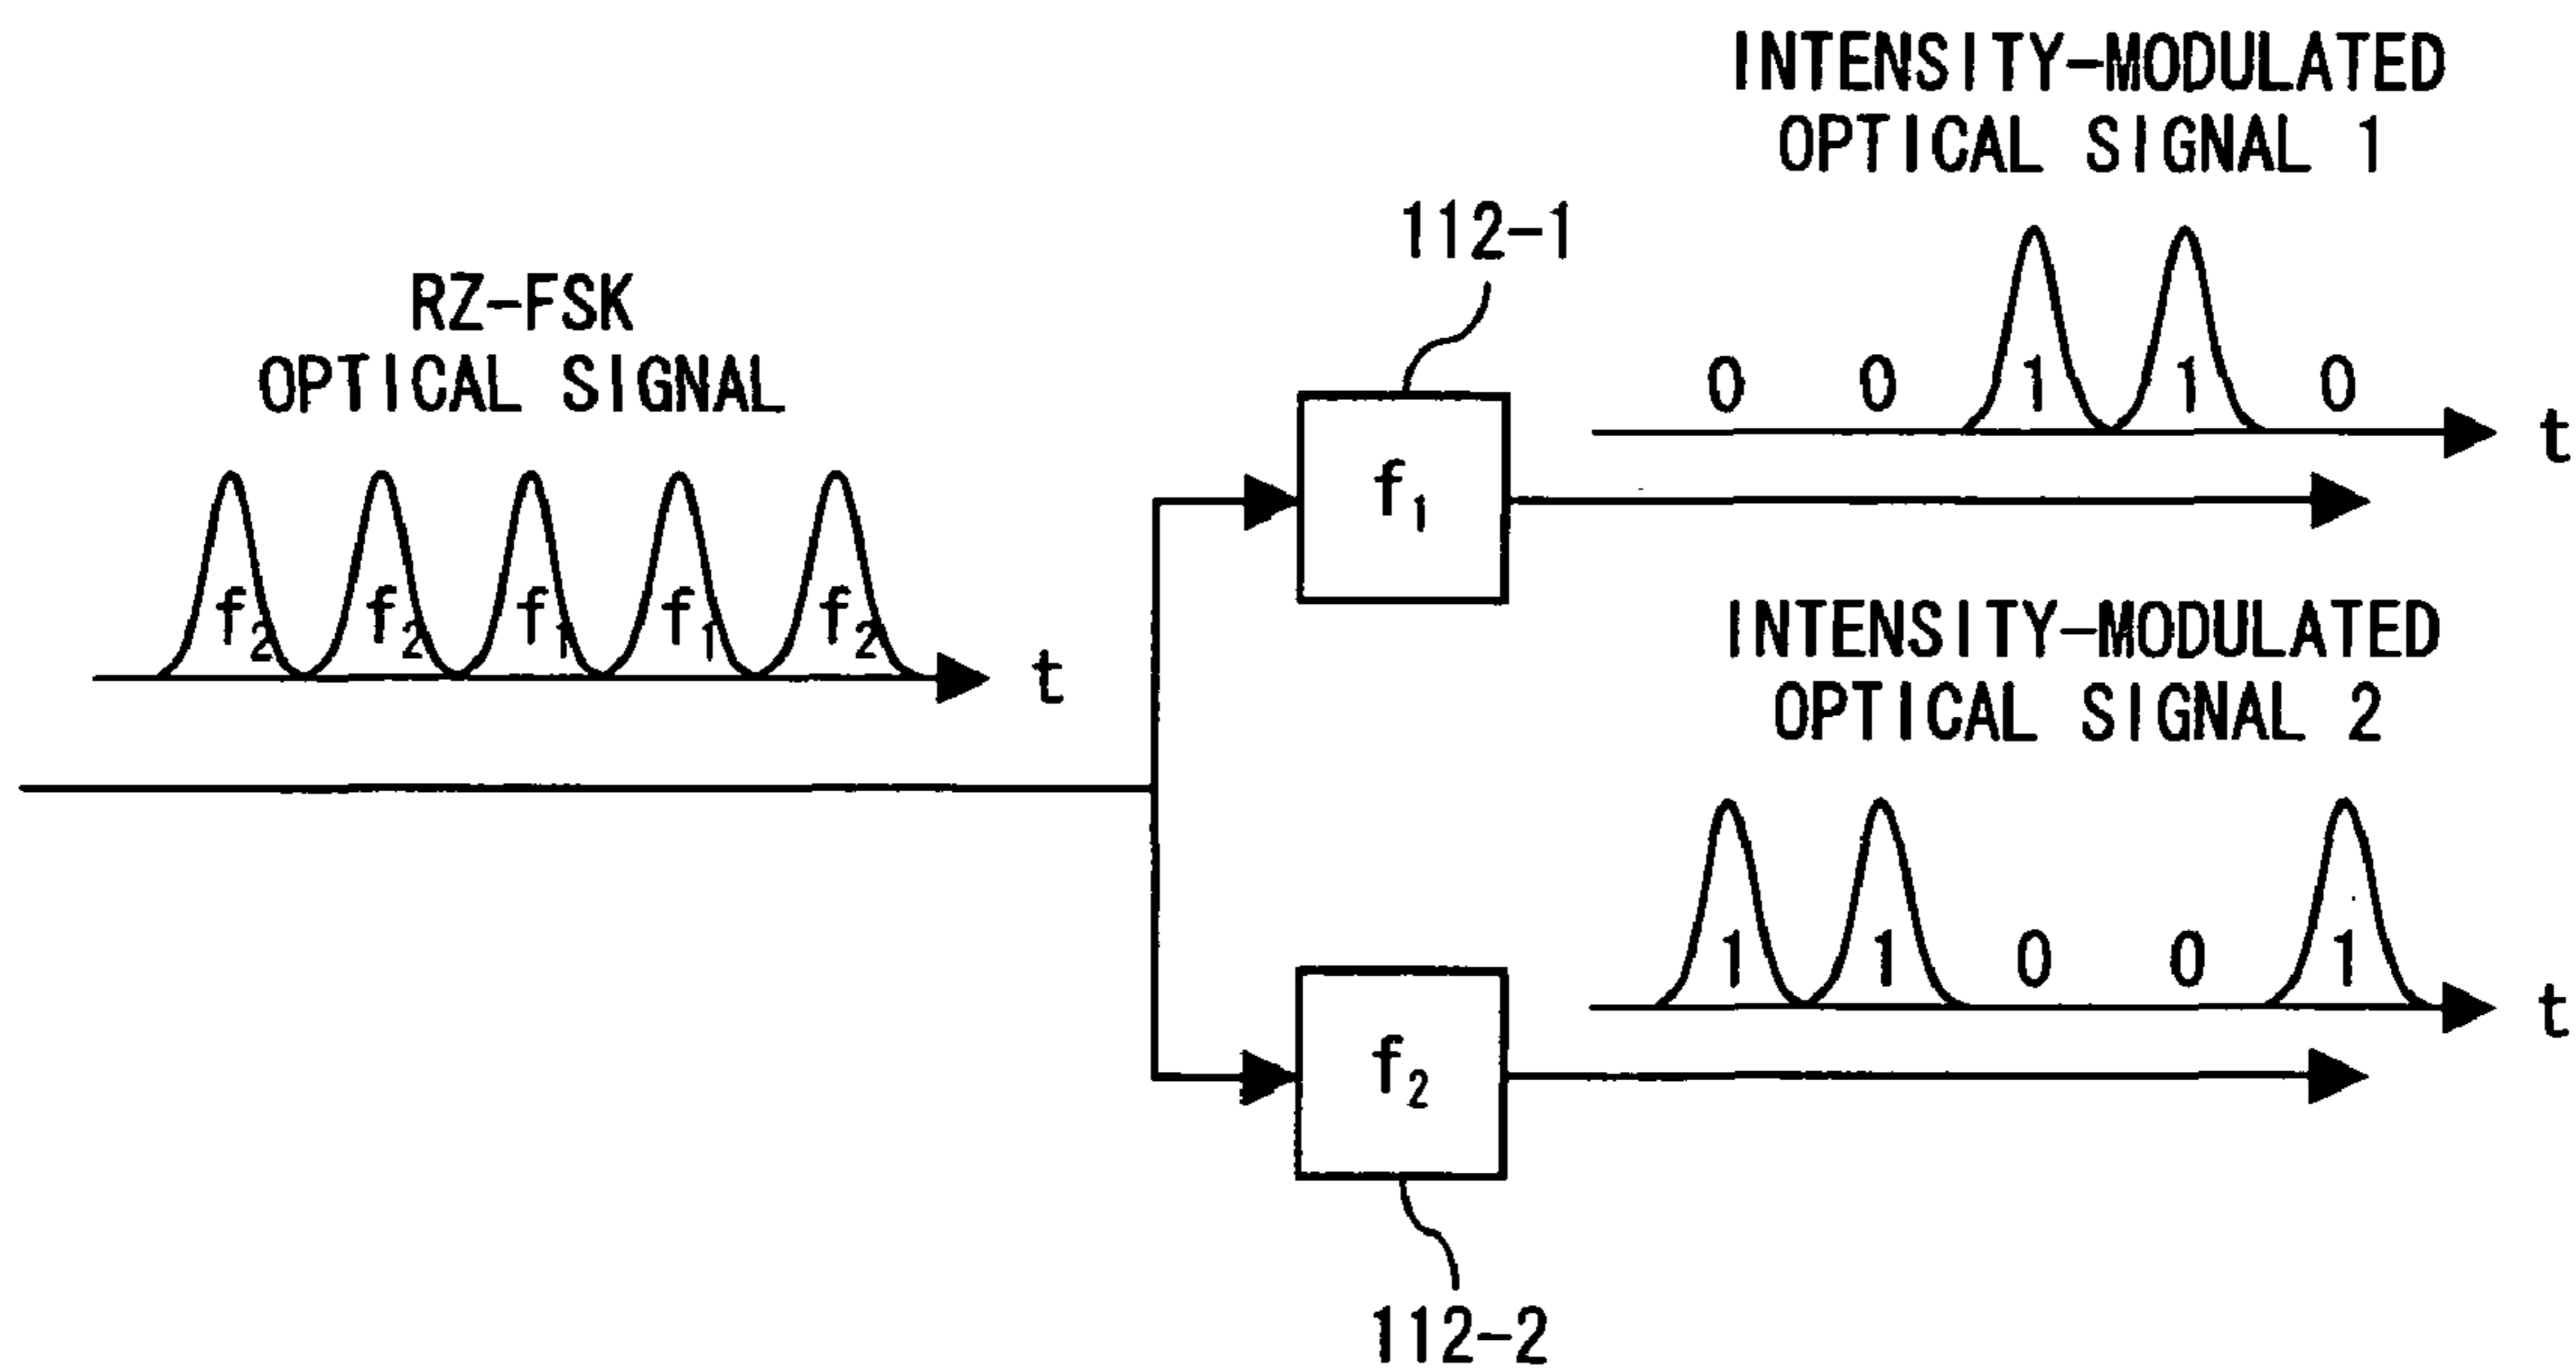 INTENSITY-MODULATED
OPTICAL SIGNAL 1
112-1
RZ-FSK
OPTICAL SIGNAL
0 0 1 1 0
t
f₁
f₂ f₂ f₁ f₁ f₂
t
INTENSITY-MODULATED
OPTICAL SIGNAL 2
1 1 0 0 1
t
f₂
112-2